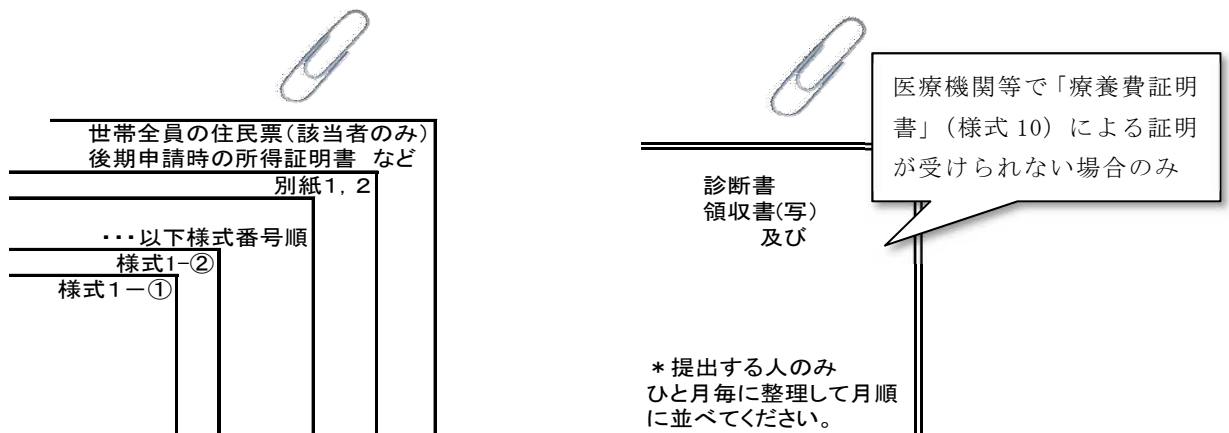 世帯全員の住民票(該当者のみ)
後期申請時の所得証明書 など
別紙1,2
・・・以下様式番号順
様式1-②
様式1-①
医療機関等で「療養費証明
書」(様式 10) による証明
が受けられない場合のみ
診断書
領収書(写)
及び
*提出する人のみ
ひと月毎に整理して月順
に並べてください。